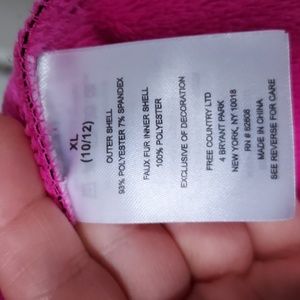 XL
(10/12)
OUTER SHELL
93% POLYESTER 7% SPANDEX
FAUX FUR INNER SHELL
100% POLYESTER
EXCLUSIVE OF DECORATION
FREE COUNTRY LTD
4 BRYANT PARK
NEW YORK, NY 10018
RN # 82608
MADE IN CHINA
SEE REVERSE FOR CARE